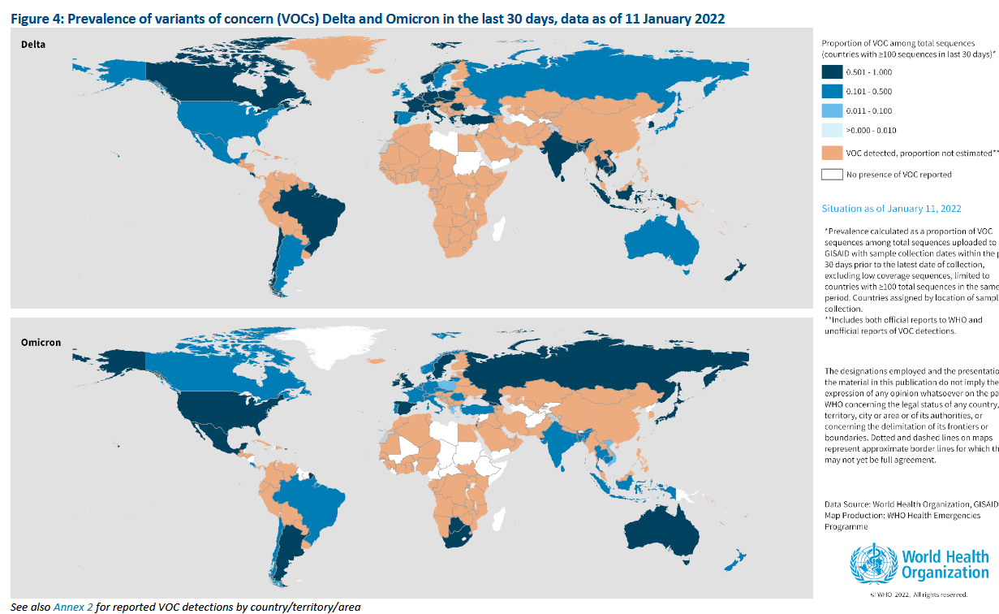 Figure 4: Prevalence of variants of concern (VOCs) Delta and Omicron in the last 30 days, data as of 11 January 2022
Delta
Omicron
Proportion of VOC among total sequences
(countries with ≥100 sequences in last 30 days)*
0.501 - 1.000
0.101 - 0.500
0.011 - 0.100
>0.000 - 0.010
VOC detected, proportion not estimated**
No presence of VOC reported
Situation as of January 11, 2022
*Prevalence calculated as a proportion of VOC
sequences among total sequences uploaded to
GISAID with sample collection dates within the
30 days prior to the latest date of collection,
excluding low coverage sequences, limited to
countries with ≥100 total sequences in the same
period. Countries assigned by location of
collection.
**Includes both official reports to WHO and
unofficial reports of VOC detections.
The designations employed and the
the material in this publication do not imply the
expression of any opinion whatsoever on the
WHO concerning the legal status of any country,
territory, city or area or of its authorities, or
concerning the delimitation of its frontiers or
boundaries. Dotted and dashed lines on maps
represent approximate border lines for which
may not yet be full agreement.
Data Source: World Health Organization, GISAID
Map Production: WHO Health Emergencies
Programme
World Health
Organization
© WHO 2022, All rights reserved.
See also Annex 2 for reported VOC detections by country/territory/area